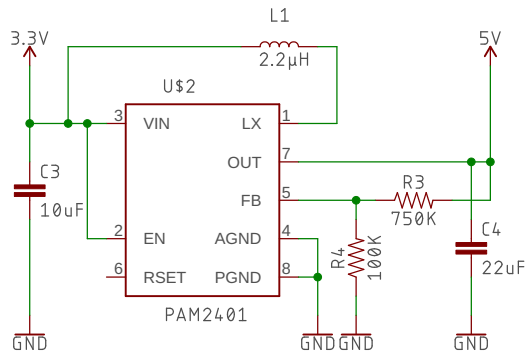 L1
3.3V
5V
2.2µH
U$2
3
VIN
LX
1
OUT
7
C3
10uF
FB
5
R3
750K
2
EN
AGND
4
R4
100K
C4
22uF
6
RSET
PGND
8
PAM2401
GND
GND
GND
GND